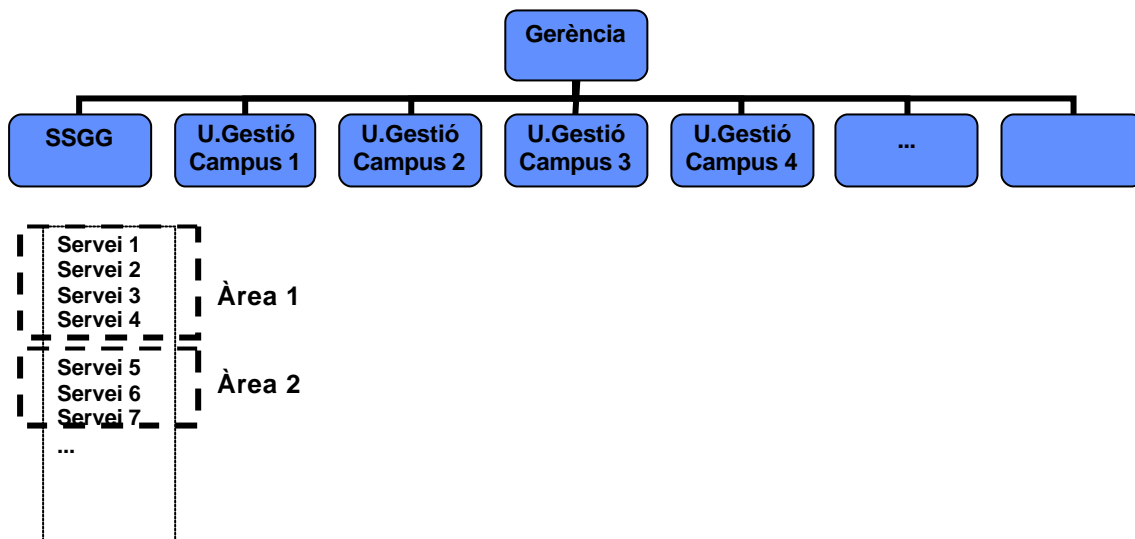 Gerència
SSGG
U.Gestió
Campus 1
U.Gestió
Campus 2
U.Gestió
Campus 3
U.Gestió
Campus 4
...
Servei 1
Servei 2
Servei 3
Servei 4
Àrea 1
Servei 5
Servei 6
Servei 7
Àrea 2
...